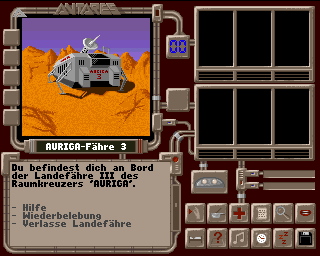 ANTARES
00
AURIGA
3
AURIGA-Fähre 3
Du befindest dich an Bord
der Landefähre III des
Raumkreuzers "AURIGA".
- Hilfe
- Wiederbelebung
- Verlasse Landefähre
?